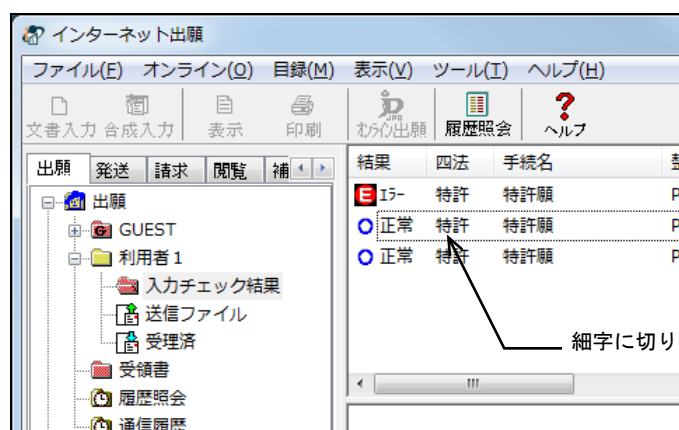 インターネット出願
ファイル(F) オンライン(O) 目録(M) 表示(V) ツール(T) ヘルプ(H)
文書入力 合成入力 表示 印刷 オンライン出願 履歴照会 ヘルプ
出願 発送 請求 閲覧 補
結果 四法 手続名
出願
GUEST
利用者1
入力チェック結果
送信ファイル
受理済
受領書
履歴照会
通信履歴
エラー 特許 特許願 P
正常 特許 特許願 P
正常 特許 特許願 P
細字に切り